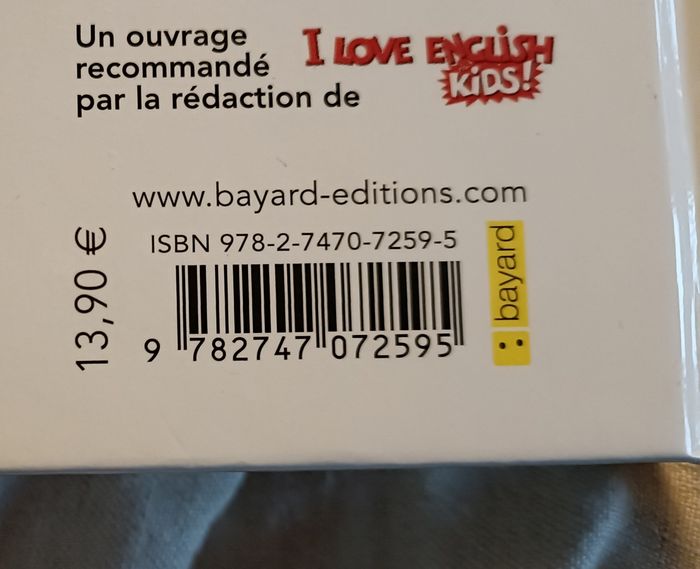 Un ouvrage
recommandé
par la rédaction de
I LOVE ENGLISH
KiDS!
www.bayard-editions.com
ISBN 978-2-7470-7259-5
9 782747 072595
13,90 €
bayard